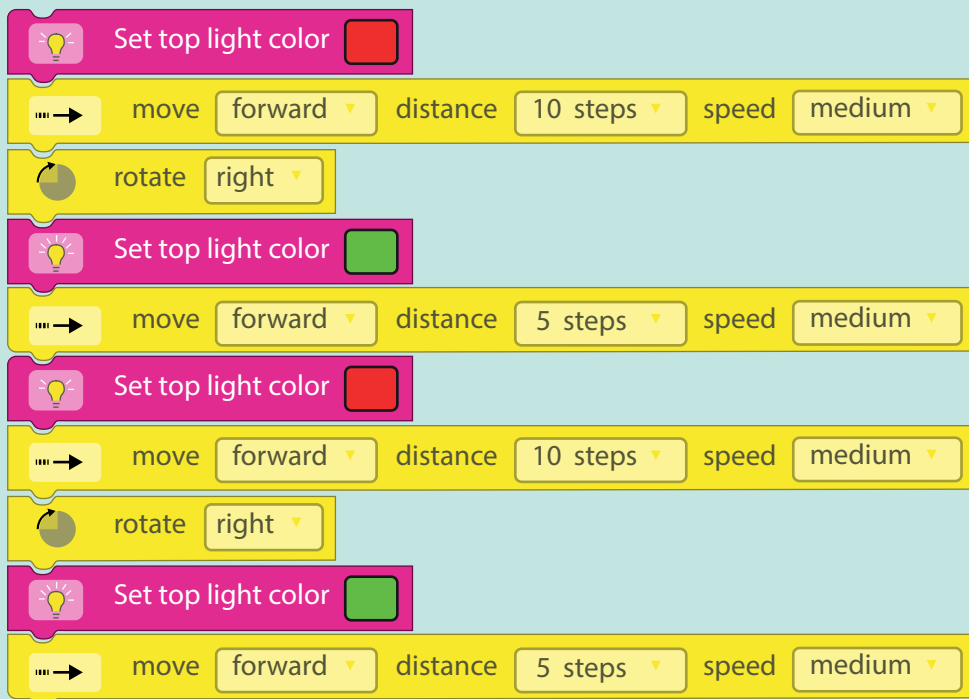 Set top light color
move forward distance 10 steps speed medium
rotate right
Set top light color
move forward distance 5 steps speed medium
Set top light color
move forward distance 10 steps speed medium
rotate right
Set top light color
move forward distance 5 steps speed medium